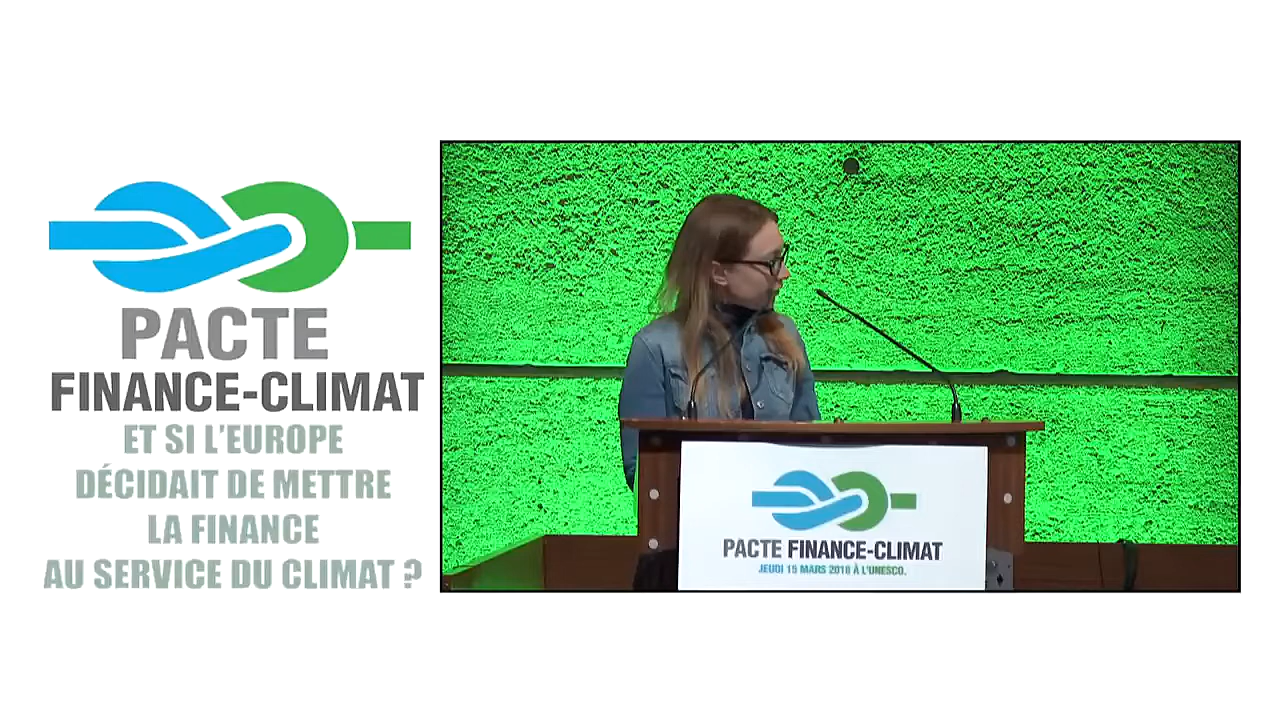 PACTE
FINANCE-CLIMAT
ET SI L'EUROPE
DÉCIDAIT DE METTRE
LA FINANCE
AU SERVICE DU CLIMAT ?
PACTE FINANCE-CLIMAT
JEUDI 15 MARS 2018 À L'UNESCO.